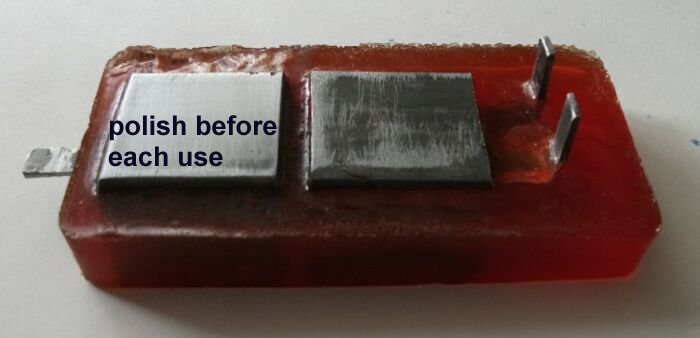 polish before
each use